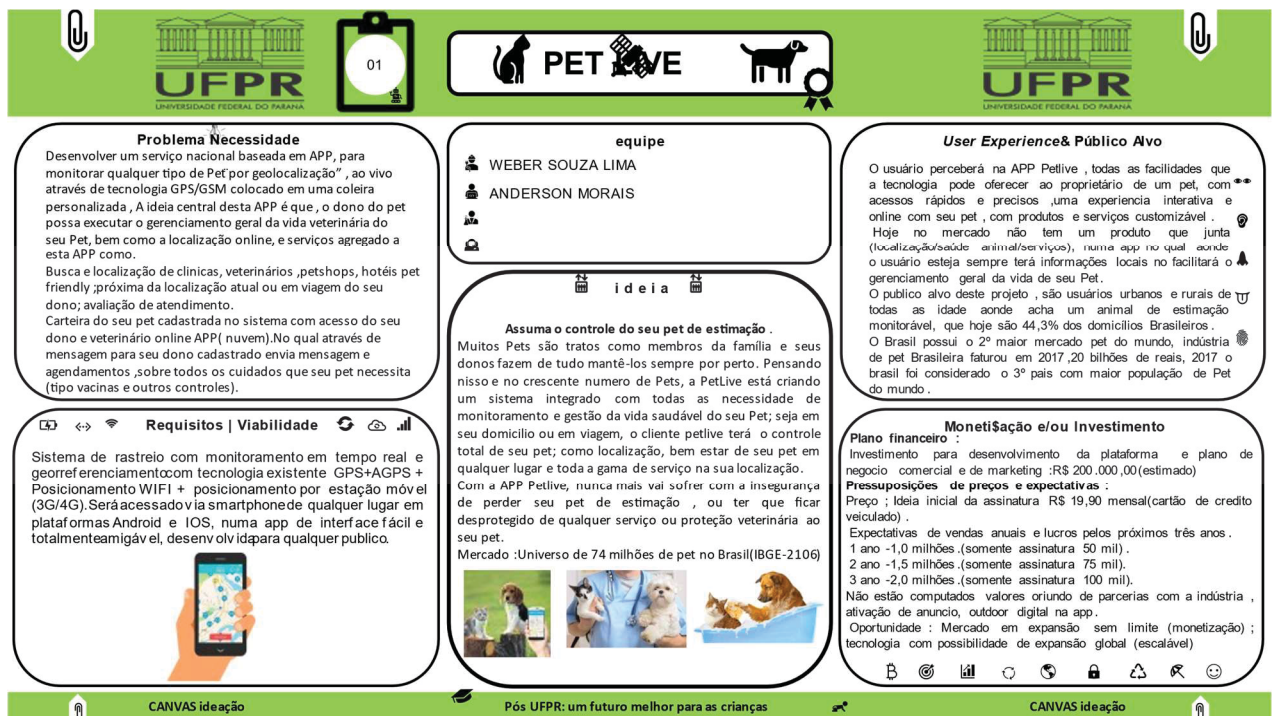 UFPR
UNIVERSIDADE FEDERAL DO PARANÁ
01
PET LIVE
UFPR
UNIVERSIDADE FEDERAL DO PARANÁ
Problema Necessidade
Desenvolver um serviço nacional baseada em APP, para
monitorar qualquer tipo de Pet¨por geolocalização” , ao vivo
através de tecnologia GPS/GSM colocado em uma coleira
personalizada , A ideia central desta APP é que , o dono do pet
possa executar o gerenciamento geral da vida veterinária do
seu Pet, bem como a localização online, e serviços agregado a
esta APP como.
Busca e localização de clinicas, veterinários ,petshops, hotéis pet
friendly ;próxima da localização atual ou em viagem do seu
dono; avaliação de atendimento.
Carteira do seu pet cadastrada no sistema com acesso do seu
dono e veterinário online APP( nuvem).No qual através de
mensagem para seu dono cadastrado envia mensagem e
agendamentos ,sobre todos os cuidados que seu pet necessita
(tipo vacinas e outros controles).
Requisitos | Viabilidade
Sistema de rastreio com monitoramento em tempo real e
georreferenciamentocom tecnologia existente GPS+AGPS +
Posicionamento WIFI + posicionamento por estação móvel
(3G/4G).Será acessado via smartphone de qualquer lugar em
plataformas Android e IOS, numa app de interface fácil e
totalmente amigável, desenvolvida para qualquer publico.
equipe
WEBER SOUZA LIMA
ANDERSON MORAIS
ideia
Assuma o controle do seu pet de estimação .
Muitos Pets são tratos como membros da família e seus
donos fazem de tudo mantê-los sempre por perto. Pensando
nisso e no crescente numero de Pets, a PetLive está criando
um sistema integrado com todas as necessidade de
monitoramento e gestão da vida saudável do seu Pet; seja em
seu domicilio ou em viagem, o cliente petlive terá o controle
total de seu pet; como localização, bem estar de seu pet em
qualquer lugar e toda a gama de serviço na sua localização.
Com a APP Petlive, nunca mais vai sofrer com a insegurança
de perder seu pet de estimação , ou ter que ficar
desprotegido de qualquer serviço ou proteção veterinária ao
seu pet.
Mercado :Universo de 74 milhões de pet no Brasil(IBGE-2106)
User Experience& Público Alvo
O usuário perceberá na APP Petlive , todas as facilidades que
a tecnologia pode oferecer ao proprietário de um pet, com
acessos rápidos e precisos ,uma experiencia interativa e
online com seu pet , com produtos e serviços customizável .
Hoje no mercado não tem um produto que junta
(localização/saúde animal/serviços), numa app no qual aonde
o usuário esteja sempre terá informações locais no facilitará o
gerenciamento geral da vida de seu Pet.
O publico alvo deste projeto , são usuários urbanos e rurais de
todas as idade aonde acha um animal de estimação
monitorável, que hoje são 44,3% dos domicílios Brasileiros .
O Brasil possui o 2º maior mercado pet do mundo, indústria
de pet Brasileira faturou em 2017 ,20 bilhões de reais, 2017 o
brasil foi considerado o 3º pais com maior população de Pet
do mundo .
Moneti$ação e/ou Investimento
Plano financeiro :
Investimento para desenvolvimento da plataforma e plano de
negocio comercial e de marketing :R$ 200.000,00(estimado)
Pressuposições de preços e expectativas :
Preço ; Ideia inicial da assinatura R$ 19,90 mensal(cartão de credito
veiculado) .
Expectativas de vendas anuais e lucros pelos próximos três anos .
1 ano -1,0 milhões .(somente assinatura 50 mil) .
2 ano -1,5 milhões .(somente assinatura 75 mil).
3 ano -2,0 milhões .(somente assinatura 100 mil).
Não estão computados valores oriundo de parcerias com a indústria ,
ativação de anuncio, outdoor digital na app .
Oportunidade : Mercado em expansão sem limite (monetização) ;
tecnologia com possibilidade de expansão global (escalável)
CANVAS ideação
Pós UFPR: um futuro melhor para as crianças
CANVAS ideação